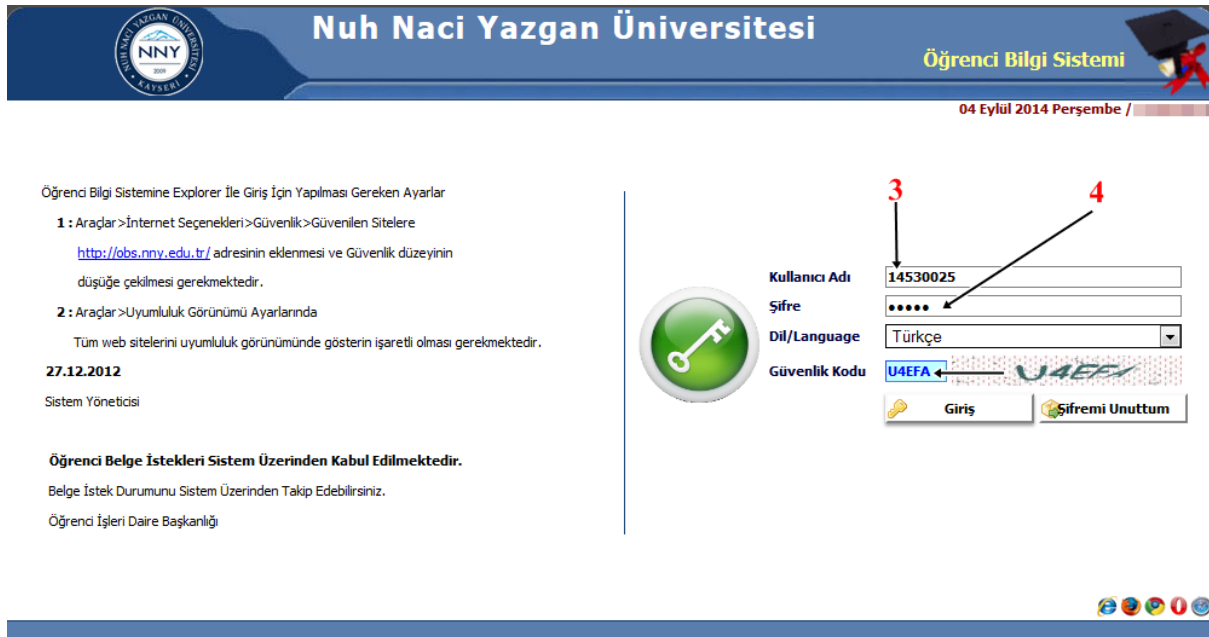 NUH NACİ YAZGAN ÜNİVERSİTESİ
NNY
2009
KAYSERİ
Nuh Naci Yazgan Üniversitesi
Öğrenci Bilgi Sistemi
04 Eylül 2014 Perşembe /
Öğrenci Bilgi Sistemine Explorer İle Giriş İçin Yapılması Gereken Ayarlar
1 : Araçlar>İnternet Seçenekleri>Güvenlik>Güvenilen Sitelere
http://obs.nny.edu.tr/ adresinin eklenmesi ve Güvenlik düzeyinin
düşüğe çekilmesi gerekmektedir.
2 : Araçlar>Uyumluluk Görünümü Ayarlarında
Tüm web sitelerini uyumluluk görünümünde gösterin işaretli olması gerekmektedir.
27.12.2012
Sistem Yöneticisi
Öğrenci Belge İstekleri Sistem Üzerinden Kabul Edilmektedir.
Belge İstek Durumunu Sistem Üzerinden Takip Edebilirsiniz.
Öğrenci İşleri Daire Başkanlığı
3 4
Kullanıcı Adı 14530025
Şifre •••••
Dil/Language Türkçe
Güvenlik Kodu U4EFA U4EFA
Giriş Şifremi Unuttum